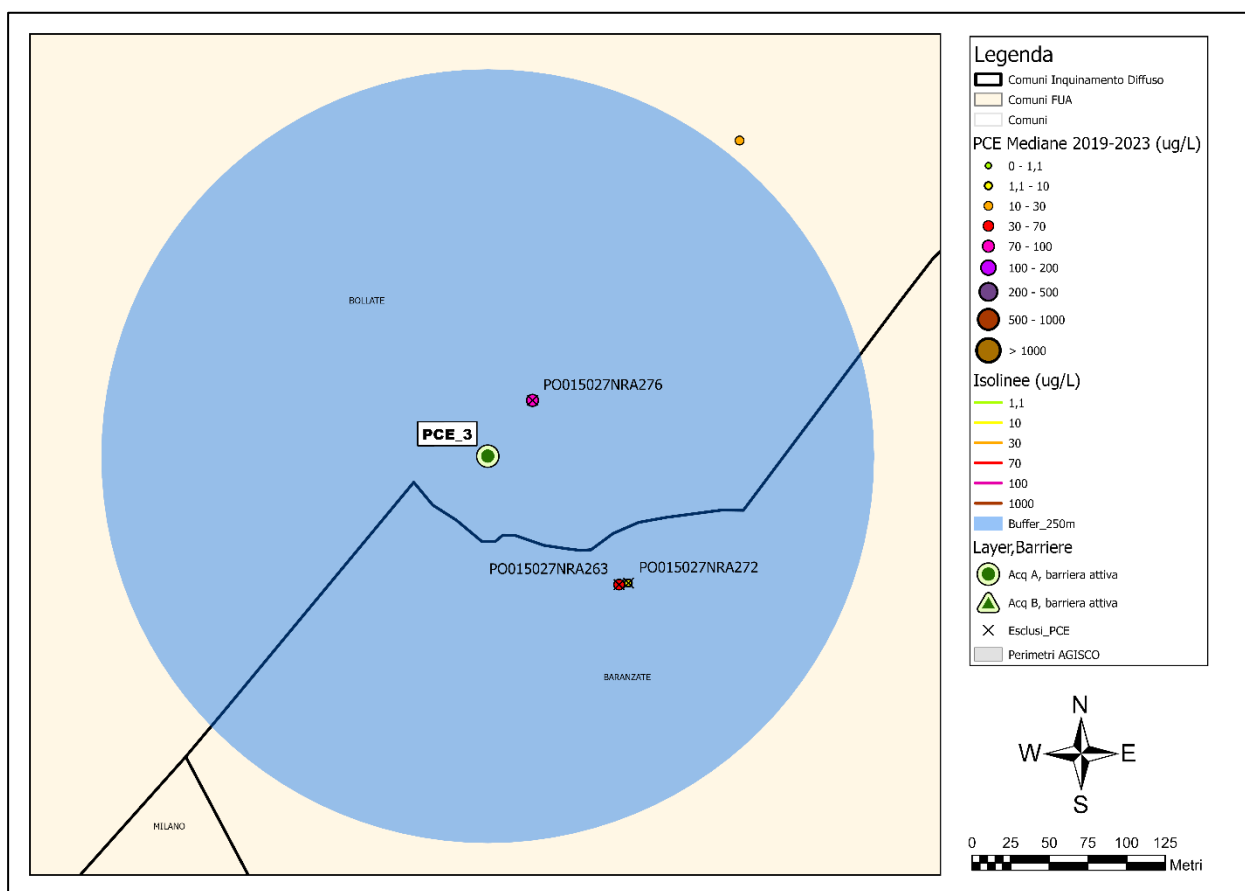 BOLLATE
PO015027NRA276
PCE_3
PO015027NRA263
PO015027NRA272
BARANZATE
MILANO
Legenda
Comuni Inquinamento Diffuso
Comuni FUA
Comuni
PCE Mediane 2019-2023 (ug/L)
0 - 1,1
1,1 - 10
10 - 30
30 - 70
70 - 100
100 - 200
200 - 500
500 - 1000
> 1000
Isolinee (ug/L)
1,1
10
30
70
100
1000
Buffer_250m
Layer,Barriere
Acq A, barriera attiva
Acq B, barriera attiva
Esclusi_PCE
Perimetri AGISCO
N
W E
S
0 25 50 75 100 125
Metri